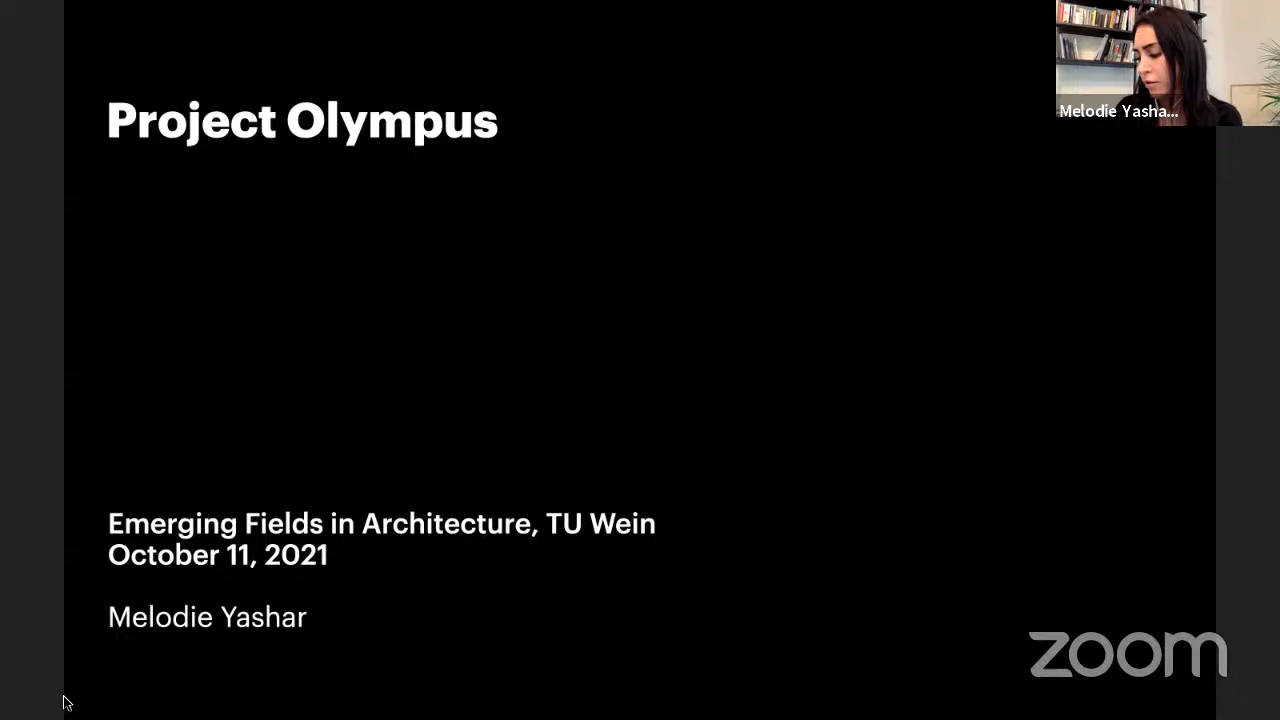 Project Olympus
Melodie Yasha...
Emerging Fields in Architecture, TU Wein
October 11, 2021
Melodie Yashar
zoom